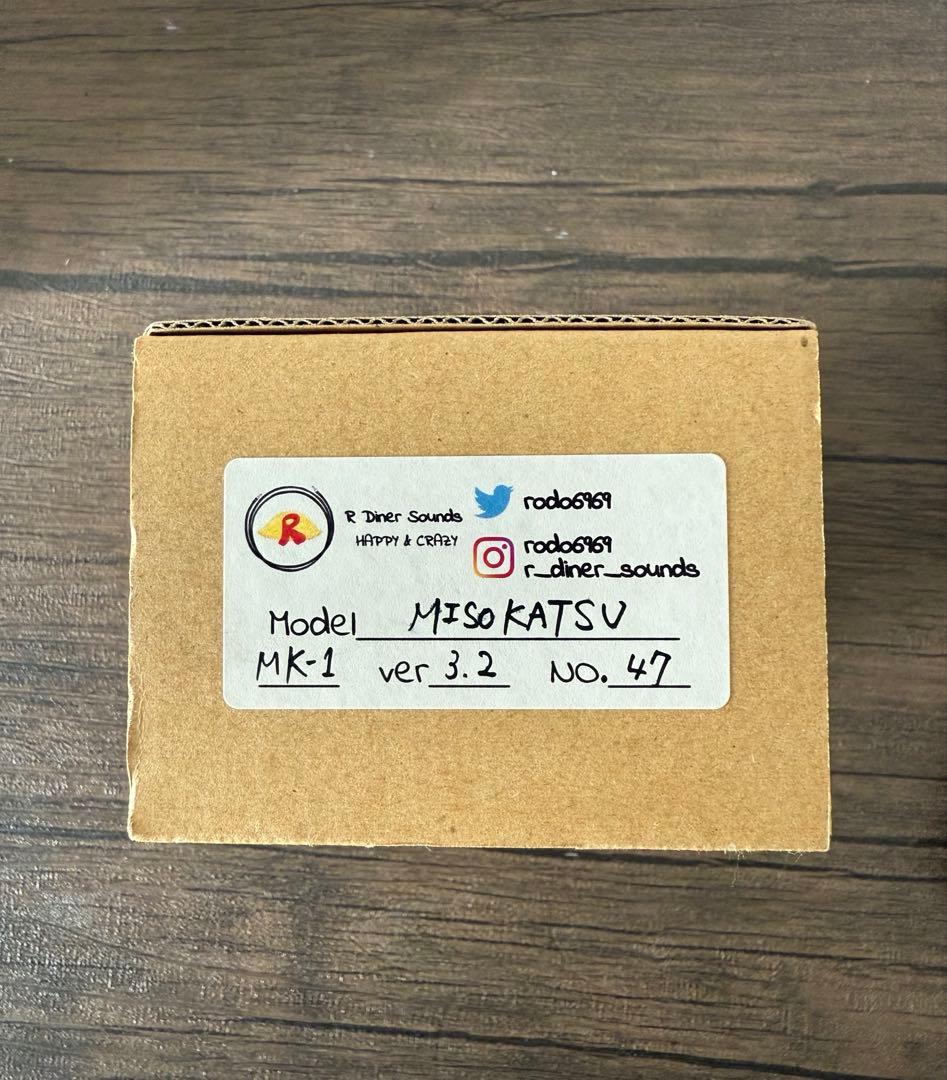 R
R Diner Sounds
HAPPY & CRAZY
rodo6969
rodo6969
r_diner_sounds
Model MISOKATSU
MK-1 ver 3.2 NO. 47